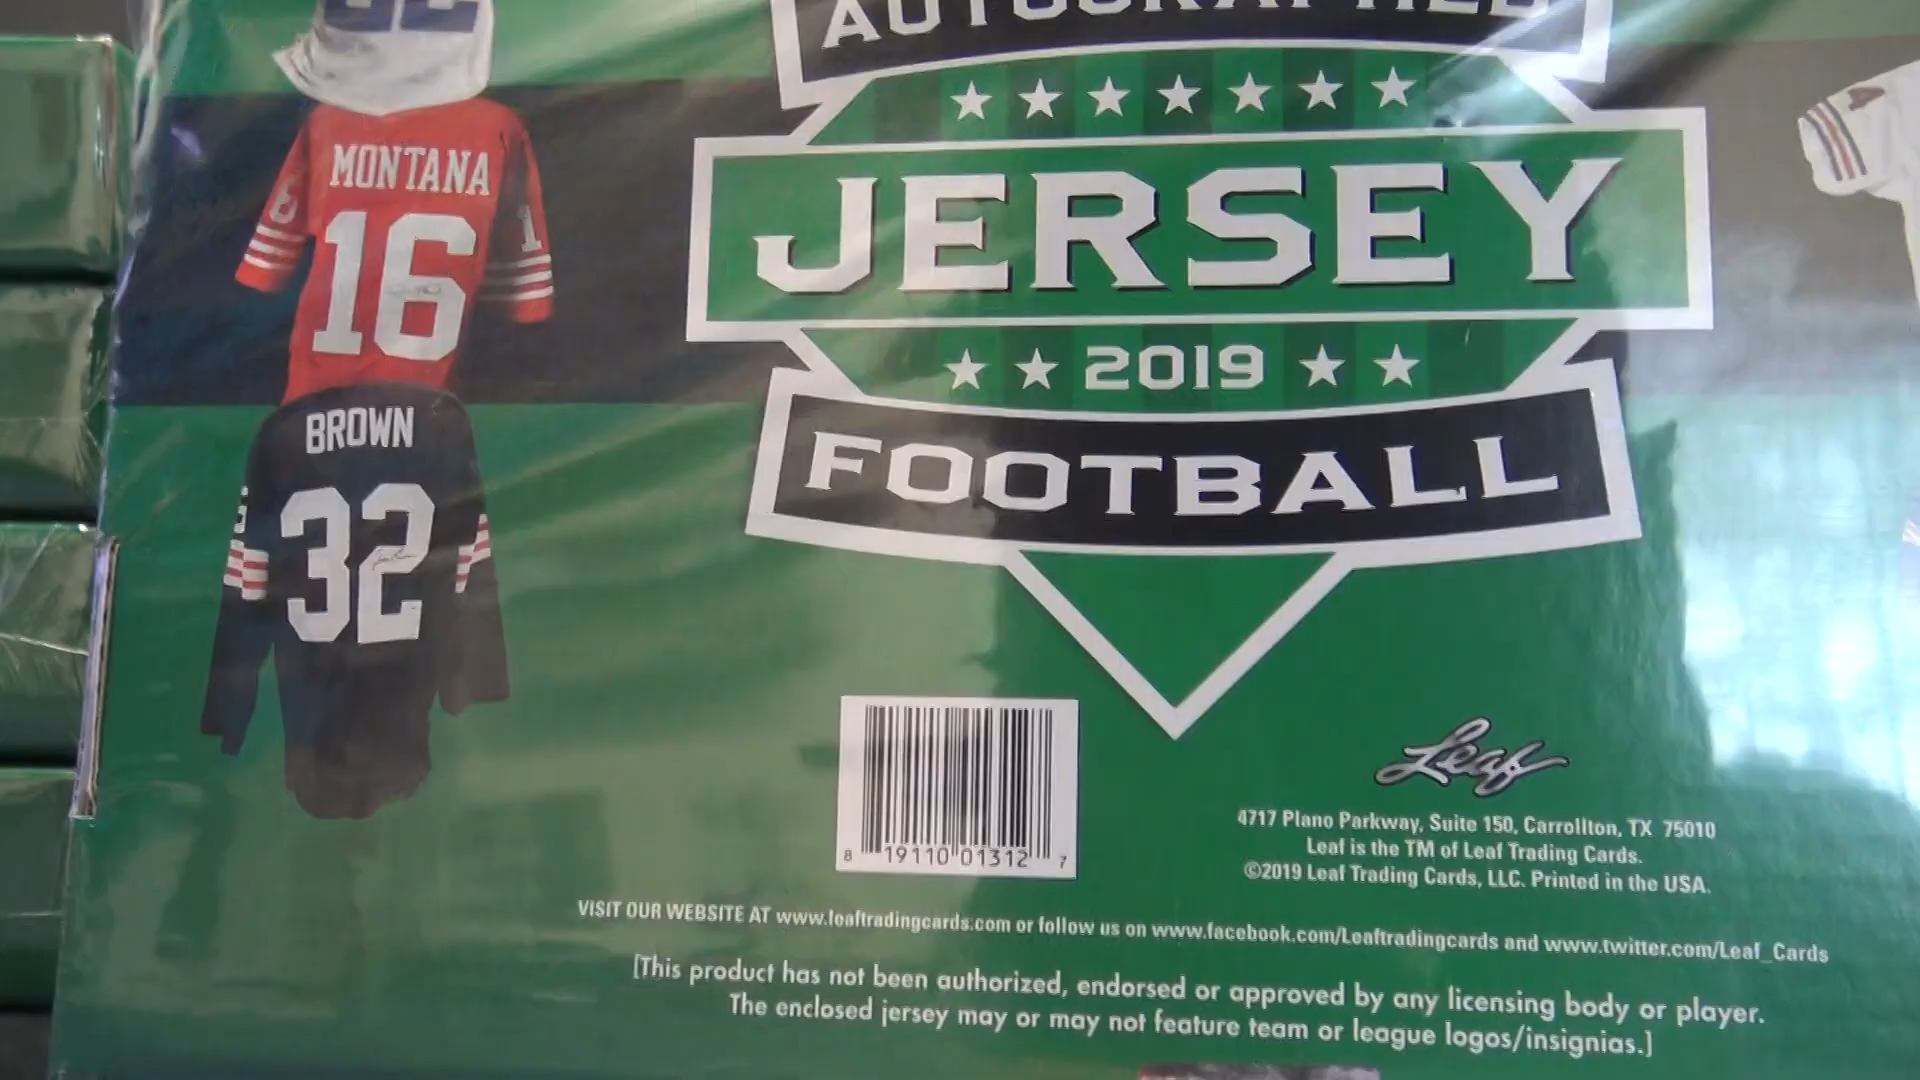 AUTOGRAPHED
MONTANA
16
6
1
4
JERSEY
2019
BROWN
32
FOOTBALL
Leaf
8 19110 01312 7
4717 Plano Parkway, Suite 150, Carrollton, TX 75010
Leaf is the TM of Leaf Trading Cards.
©2019 Leaf Trading Cards, LLC. Printed in the USA.
VISIT OUR WEBSITE AT www.leaftradingcards.com or follow us on www.facebook.com/Leaftradingcards and www.twitter.com/Leaf_Cards
[This product has not been authorized, endorsed or approved by any licensing body or player.
The enclosed jersey may or may not feature team or league logos/insignias.]